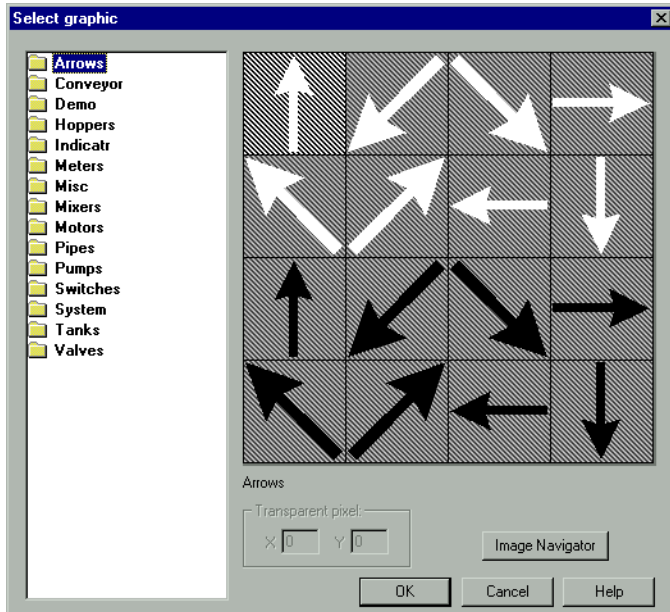 Select graphic
Arrows
Conveyor
Demo
Hoppers
Indicatr
Meters
Misc
Mixers
Motors
Pipes
Pumps
Switches
System
Tanks
Valves
Arrows
Transparent pixel:
X 0 Y 0
Image Navigator
OK Cancel Help